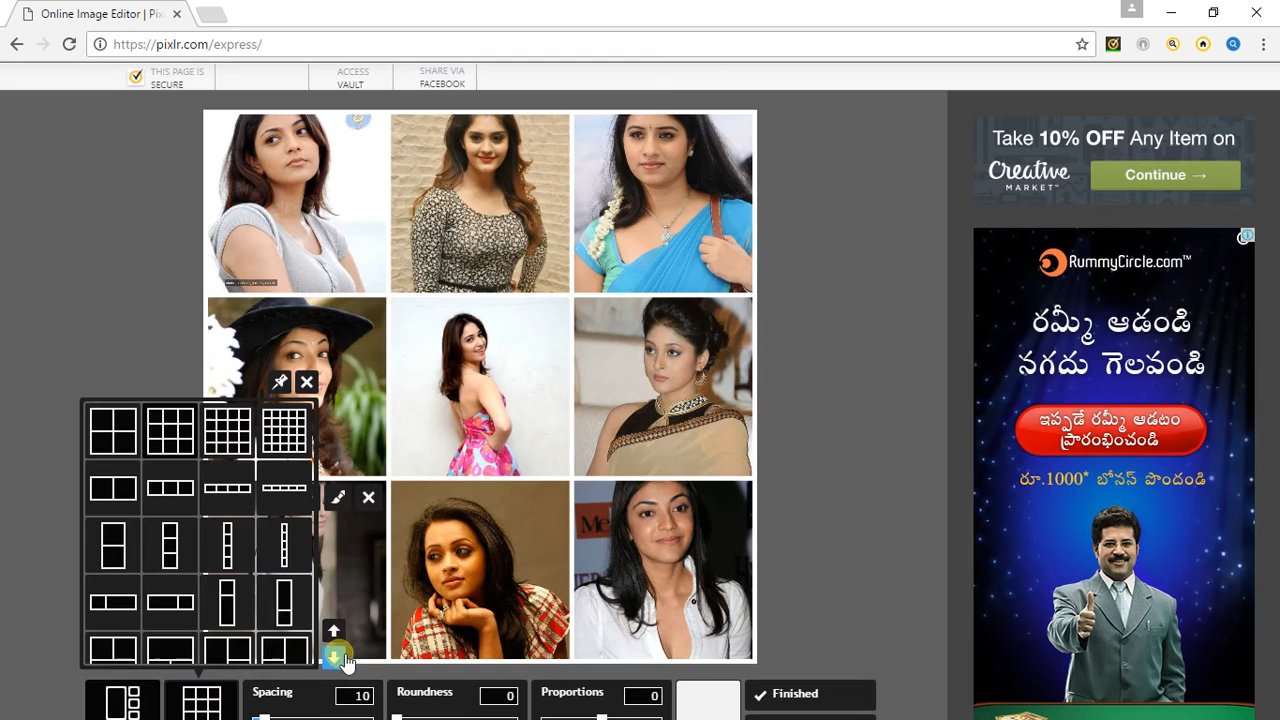 Online Image Editor | Pix
https://pixlr.com/express/
THIS PAGE IS
SECURE
ACCESS
VAULT
SHARE VIA
FACEBOOK
Take 10% OFF Any Item on
Creative
MARKET
Continue →
RummyCircle.com™
రమ్మీ ఆడండి
నగదు గెలవండి
ఇప్పుడే రమ్మీ ఆడటం
ప్రారంభించండి
రూ.1000* బోనస్ పొందండి
Me
Spacing
10
Roundness
0
Proportions
0
Finished